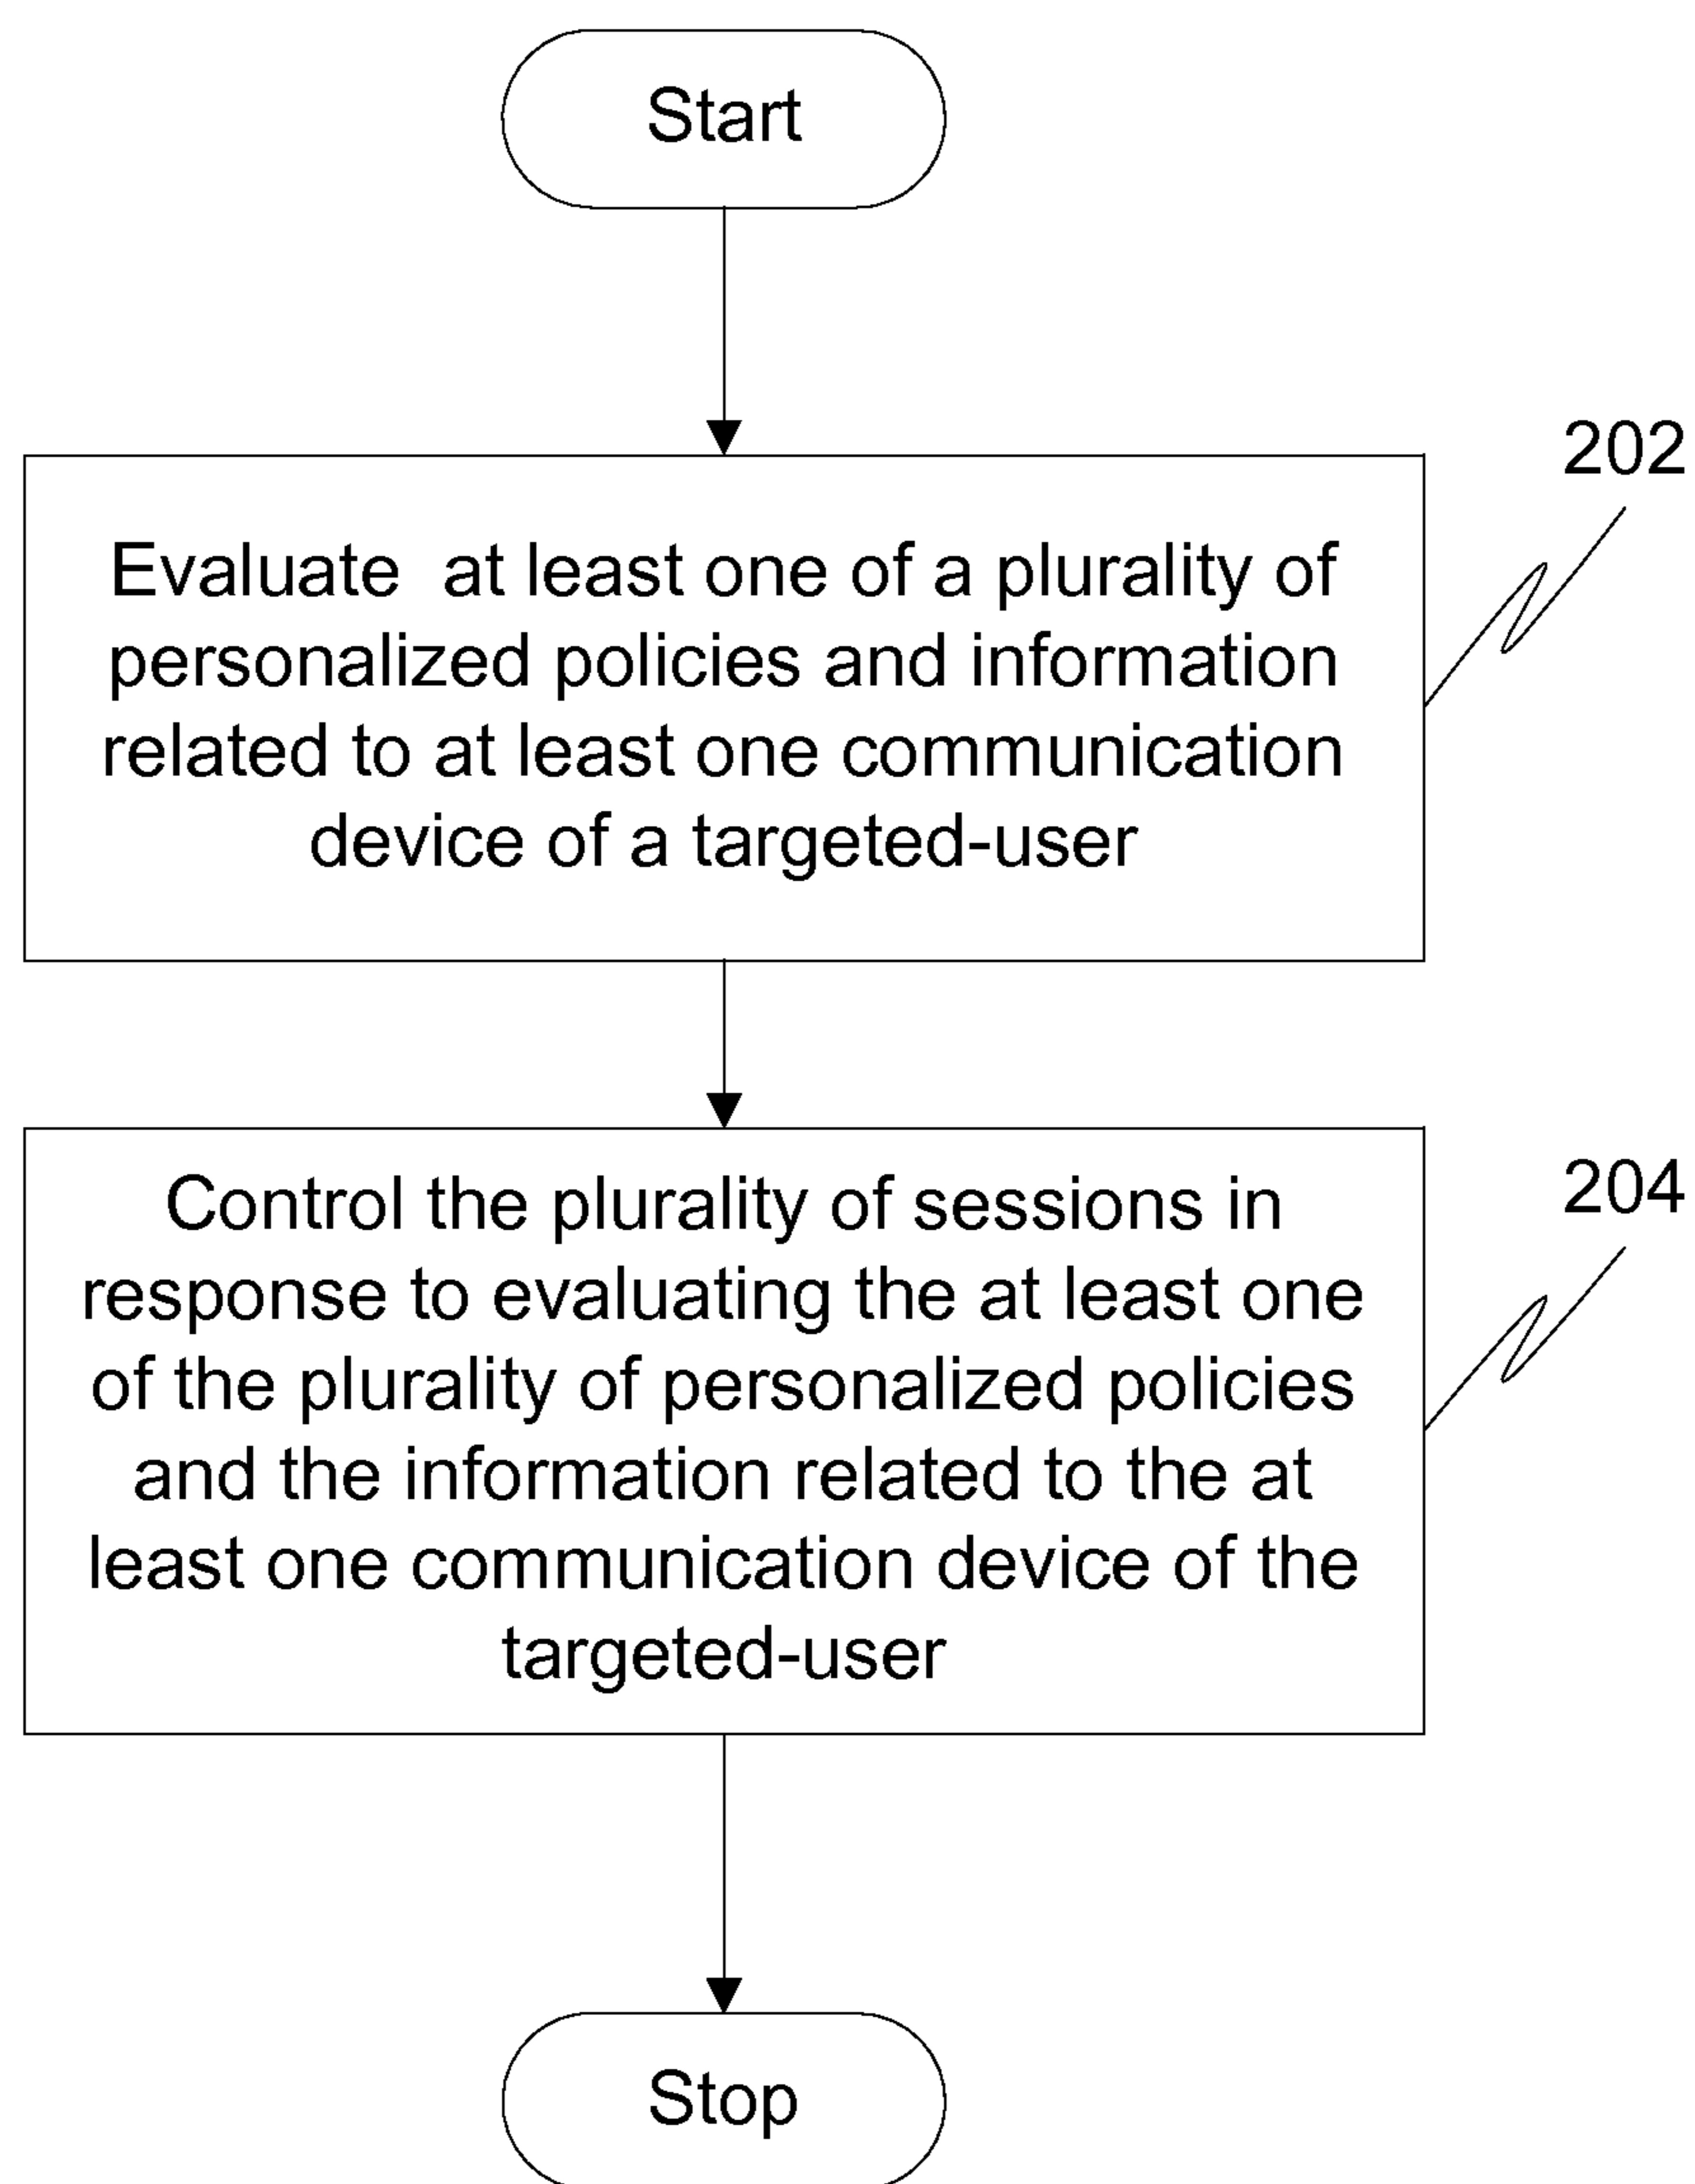 Start
202
Evaluate at least one of a plurality of
personalized policies and information
related to at least one communication
device of a targeted-user
204
Control the plurality of sessions in
response to evaluating the at least one
of the plurality of personalized policies
and the information related to the at
least one communication device of the
targeted-user
Stop